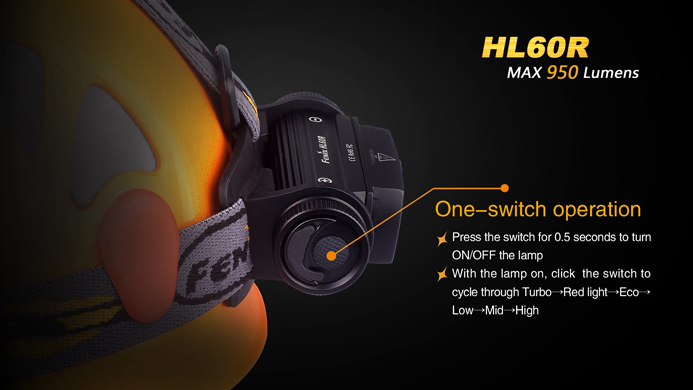 HL60R
MAX 950 Lumens
Fenix HL60R
One–switch operation
Press the switch for 0.5 seconds to turn
ON/OFF the lamp
With the lamp on, click the switch to
cycle through Turbo→Red light→Eco→
Low→Mid→High
FEN